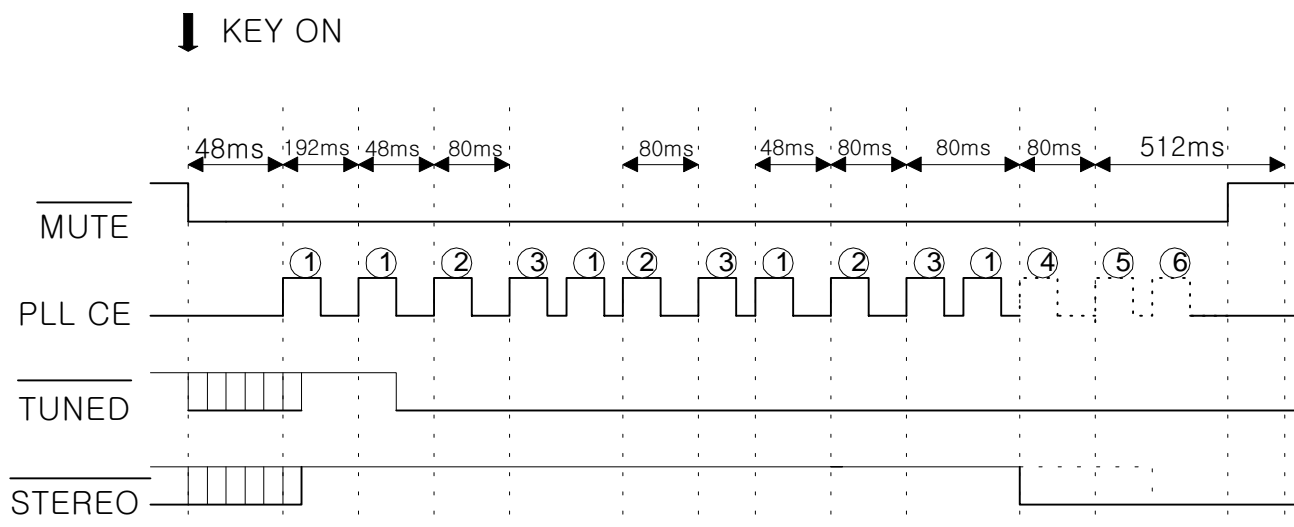 KEY ON
48ms 192ms 48ms 80ms 80ms 48ms 80ms 80ms 80ms 512ms
MUTE
① ① ② ③ ① ② ③ ① ② ③ ① ④ ⑤ ⑥
PLL CE
TUNED
STEREO